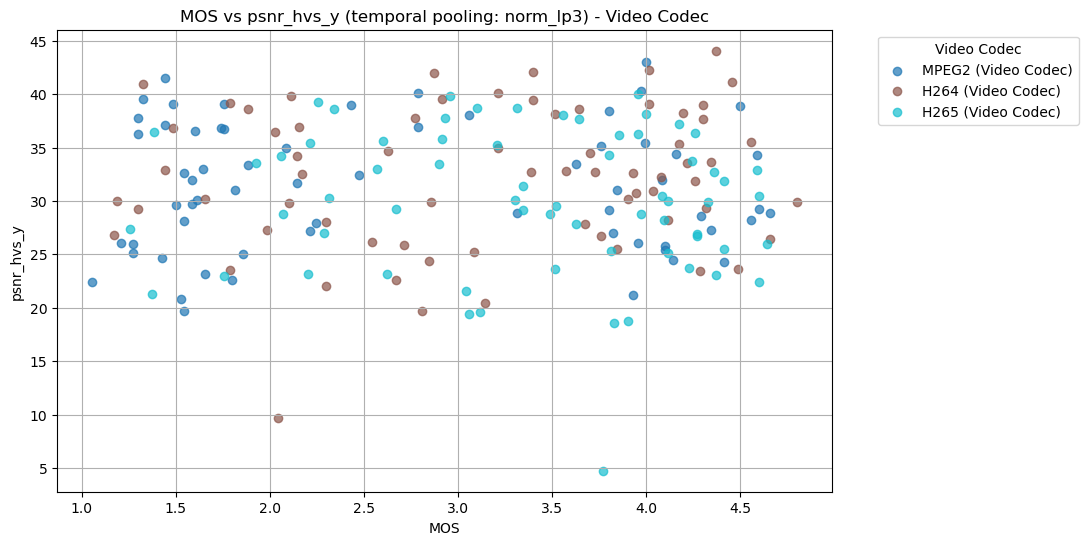 MOS vs psnr_hvs_y (temporal pooling: norm_lp3) - Video Codec
Video Codec
MPEG2 (Video Codec)
H264 (Video Codec)
H265 (Video Codec)
psnr_hvs_y
45
40
35
30
25
20
15
10
5
1.0 1.5 2.0 2.5 3.0 3.5 4.0 4.5
MOS